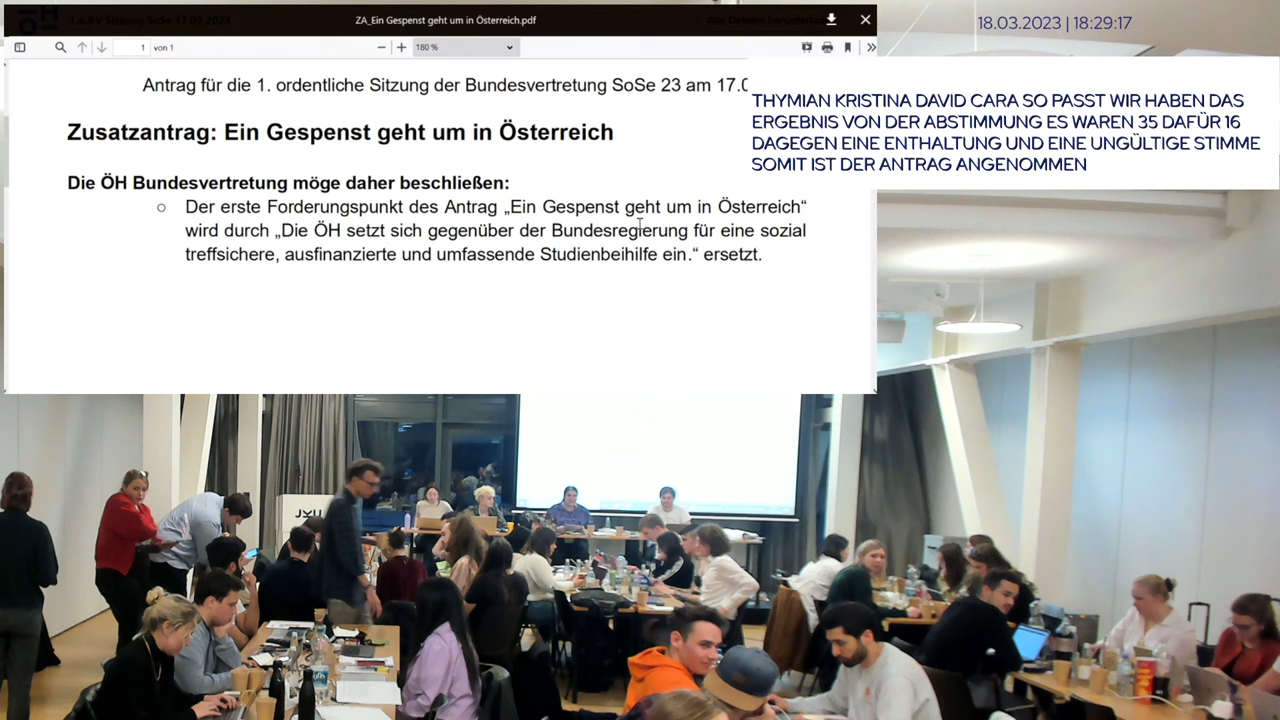 ZA_Ein Gespenst geht um in Österreich.pdf
18.03.2023 | 18:29:17
1 von 1
180 %
Antrag für die 1. ordentliche Sitzung der Bundesvertretung SoSe 23 am 17.0
Zusatzantrag: Ein Gespenst geht um in Österreich
Die ÖH Bundesvertretung möge daher beschließen:
Der erste Forderungspunkt des Antrag „Ein Gespenst geht um in Österreich“
wird durch „Die ÖH setzt sich gegenüber der Bundesregierung für eine sozial
treffsichere, ausfinanzierte und umfassende Studienbeihilfe ein.“ ersetzt.
THYMIAN KRISTINA DAVID CARA SO PASST WIR HABEN DAS
ERGEBNIS VON DER ABSTIMMUNG ES WAREN 35 DAFÜR 16
DAGEGEN EINE ENTHALTUNG UND EINE UNGÜLTIGE STIMME
SOMIT IST DER ANTRAG ANGENOMMEN
JKU